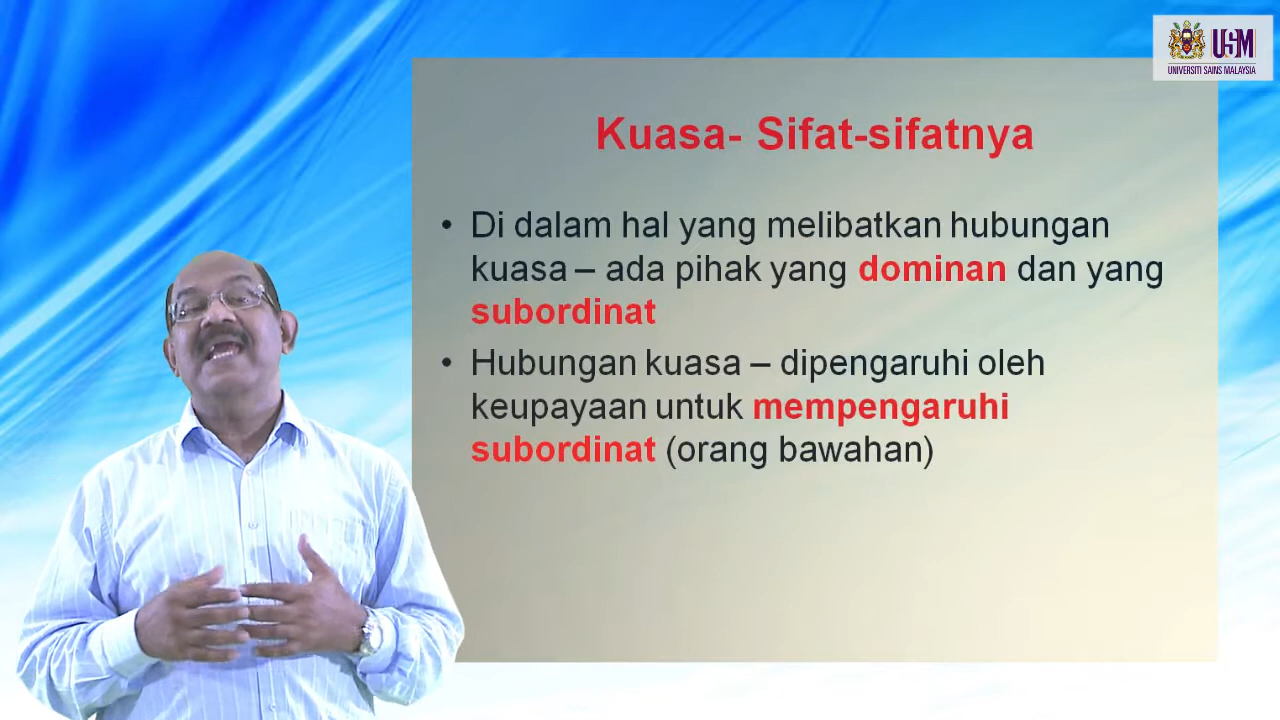 USM
UNIVERSITI SAINS MALAYSIA
Kuasa- Sifat-sifatnya
• Di dalam hal yang melibatkan hubungan
kuasa – ada pihak yang dominan dan yang
subordinat
• Hubungan kuasa – dipengaruhi oleh
keupayaan untuk mempengaruhi
subordinat (orang bawahan)